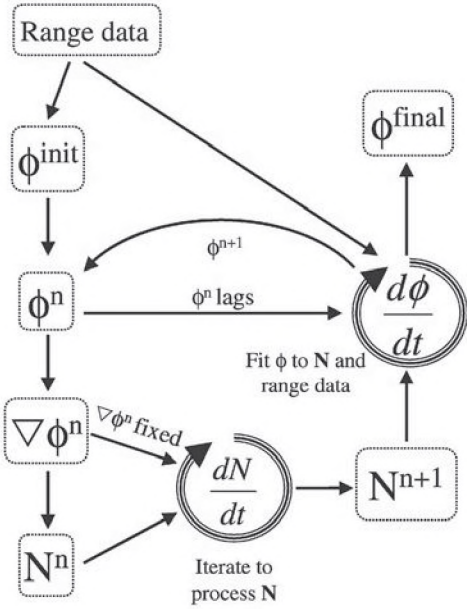 Range data
ϕ^init
ϕ^final
ϕ^n+1
ϕ^n
ϕ^n lags
dϕ/dt
Fit ϕ to N and
range data
∇ϕ^n
∇ϕ^n fixed
dN/dt
N^n+1
N^n
Iterate to
process N